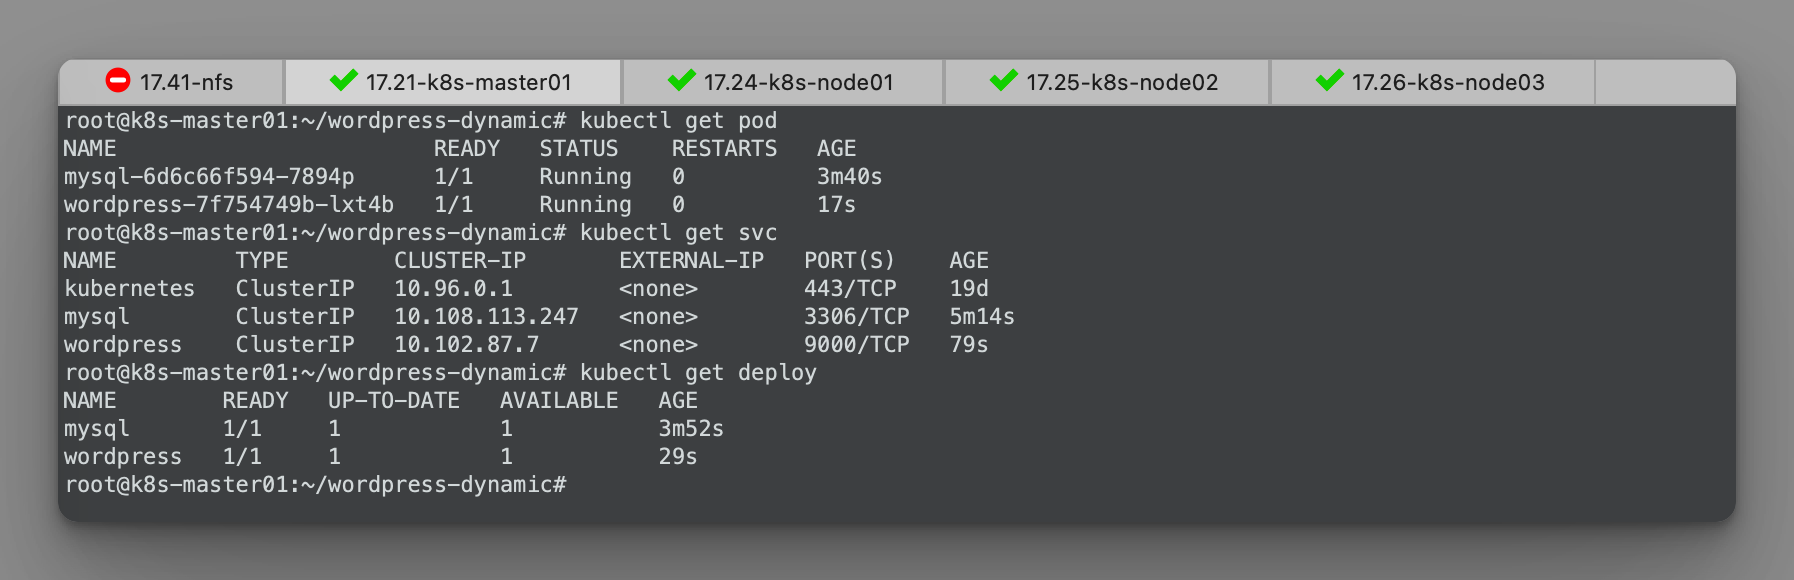 17.41-nfs 17.21-k8s-master01 17.24-k8s-node01 17.25-k8s-node02 17.26-k8s-node03
root@k8s-master01:~/wordpress-dynamic# kubectl get pod
NAME                        READY   STATUS    RESTARTS   AGE
mysql-6d6c66f594-7894p      1/1     Running   0          3m40s
wordpress-7f754749b-lxt4b   1/1     Running   0          17s
root@k8s-master01:~/wordpress-dynamic# kubectl get svc
NAME         TYPE        CLUSTER-IP       EXTERNAL-IP   PORT(S)    AGE
kubernetes   ClusterIP   10.96.0.1        <none>        443/TCP    19d
mysql        ClusterIP   10.108.113.247   <none>        3306/TCP   5m14s
wordpress    ClusterIP   10.102.87.7      <none>        9000/TCP   79s
root@k8s-master01:~/wordpress-dynamic# kubectl get deploy
NAME        READY   UP-TO-DATE   AVAILABLE   AGE
mysql       1/1     1            1           3m52s
wordpress   1/1     1            1           29s
root@k8s-master01:~/wordpress-dynamic#